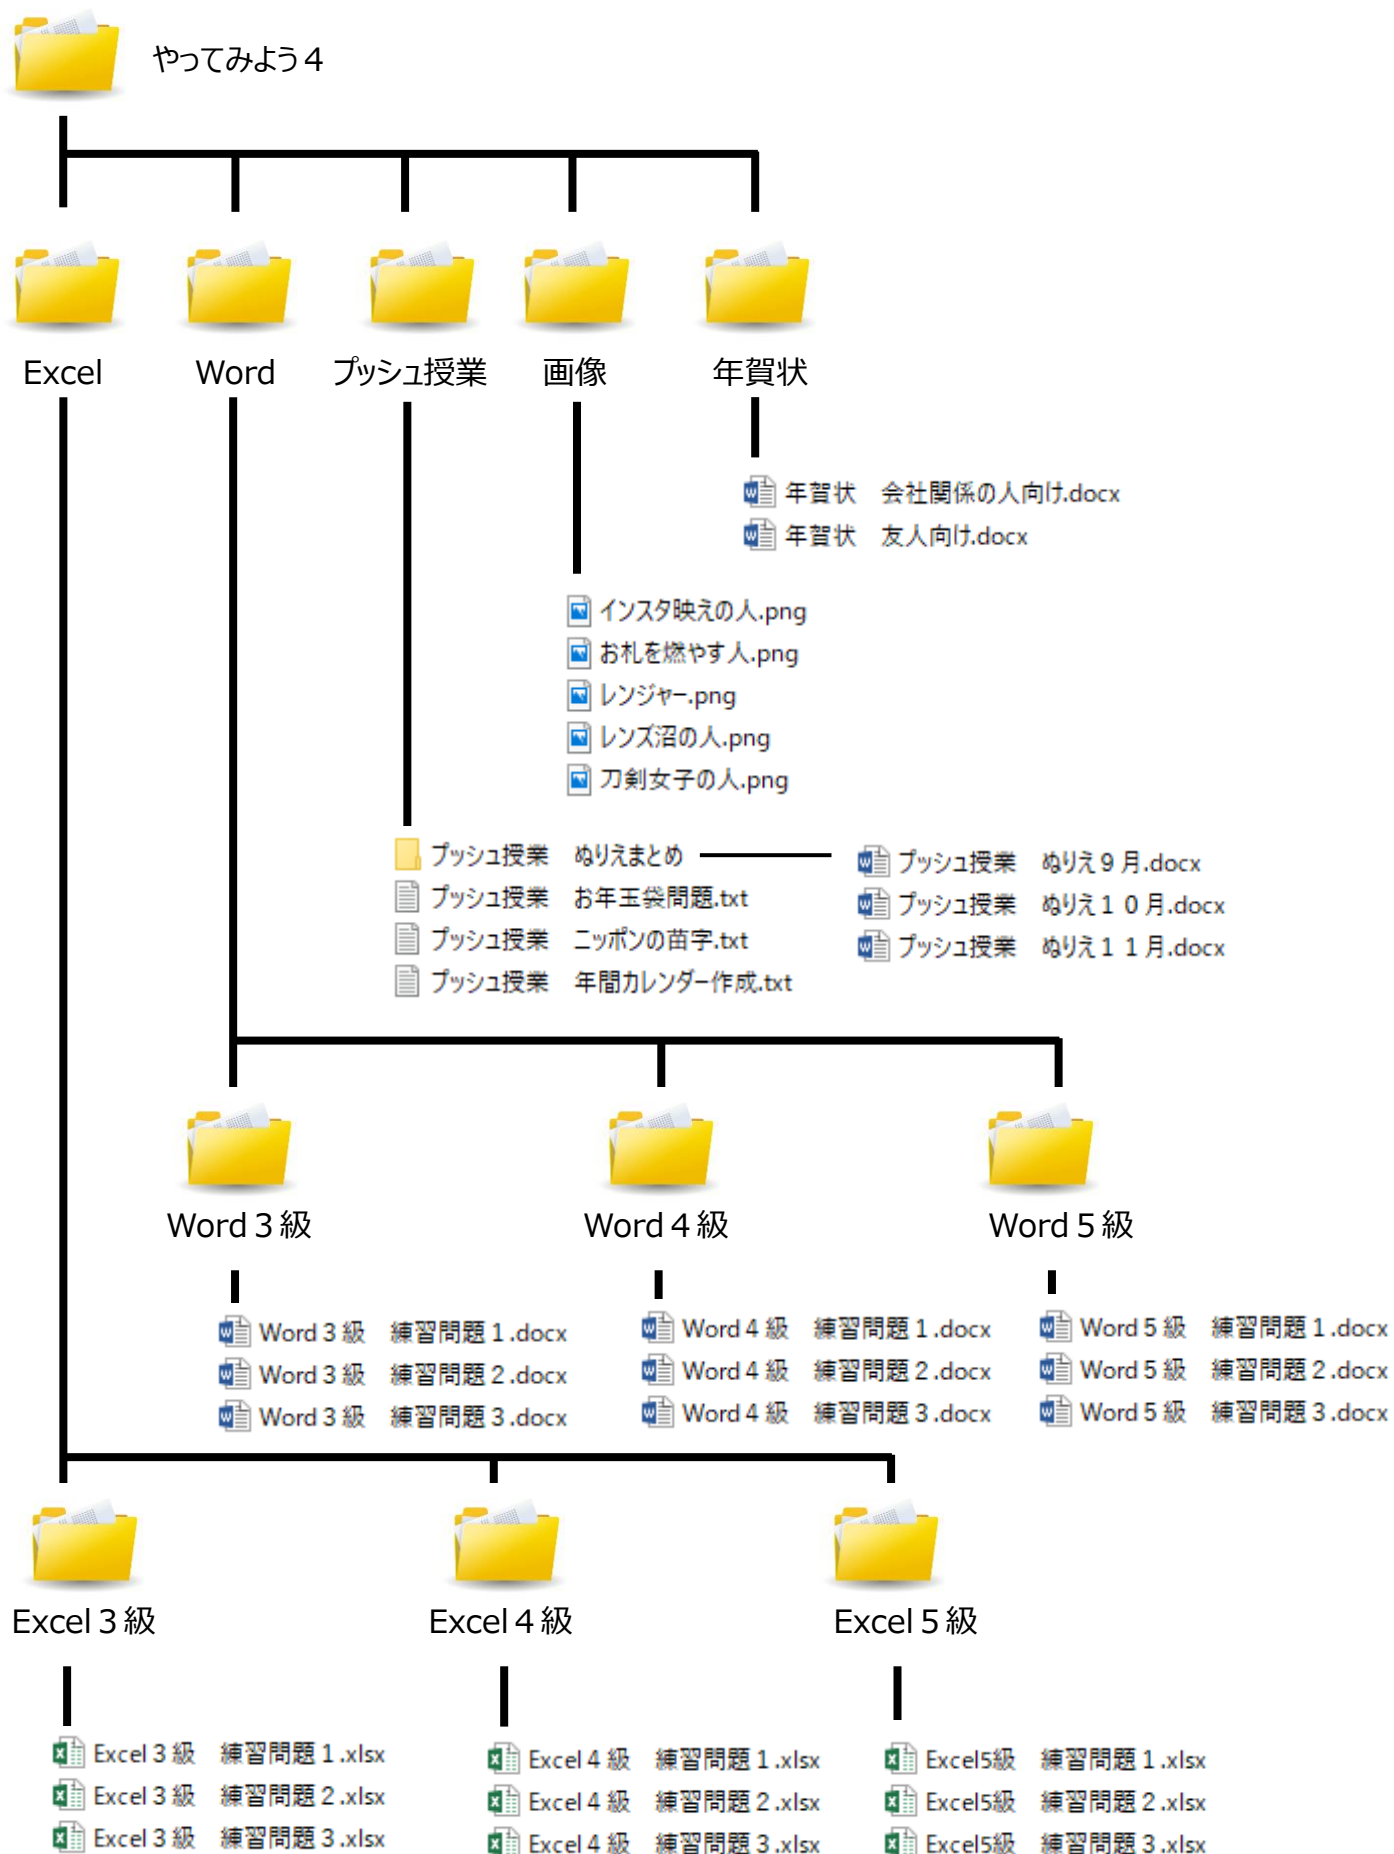 やってみよう４
Excel
Word
プッシュ授業
画像
年賀状
年賀状　会社関係の人向け.docx
年賀状　友人向け.docx
インスタ映えの人.png
お札を燃やす人.png
レンジャー.png
レンズ沼の人.png
刀剣女子の人.png
プッシュ授業　ぬりえまとめ
プッシュ授業　お年玉袋問題.txt
プッシュ授業　ニッポンの苗字.txt
プッシュ授業　年間カレンダー作成.txt
プッシュ授業　ぬりえ９月.docx
プッシュ授業　ぬりえ１０月.docx
プッシュ授業　ぬりえ１１月.docx
Word３級
Word４級
Word５級
Word３級　練習問題１.docx
Word３級　練習問題２.docx
Word３級　練習問題３.docx
Word４級　練習問題１.docx
Word４級　練習問題２.docx
Word４級　練習問題３.docx
Word５級　練習問題１.docx
Word５級　練習問題２.docx
Word５級　練習問題３.docx
Excel３級
Excel４級
Excel５級
Excel３級　練習問題１.xlsx
Excel３級　練習問題２.xlsx
Excel３級　練習問題３.xlsx
Excel４級　練習問題１.xlsx
Excel４級　練習問題２.xlsx
Excel４級　練習問題３.xlsx
Excel5級　練習問題１.xlsx
Excel5級　練習問題２.xlsx
Excel5級　練習問題３.xlsx